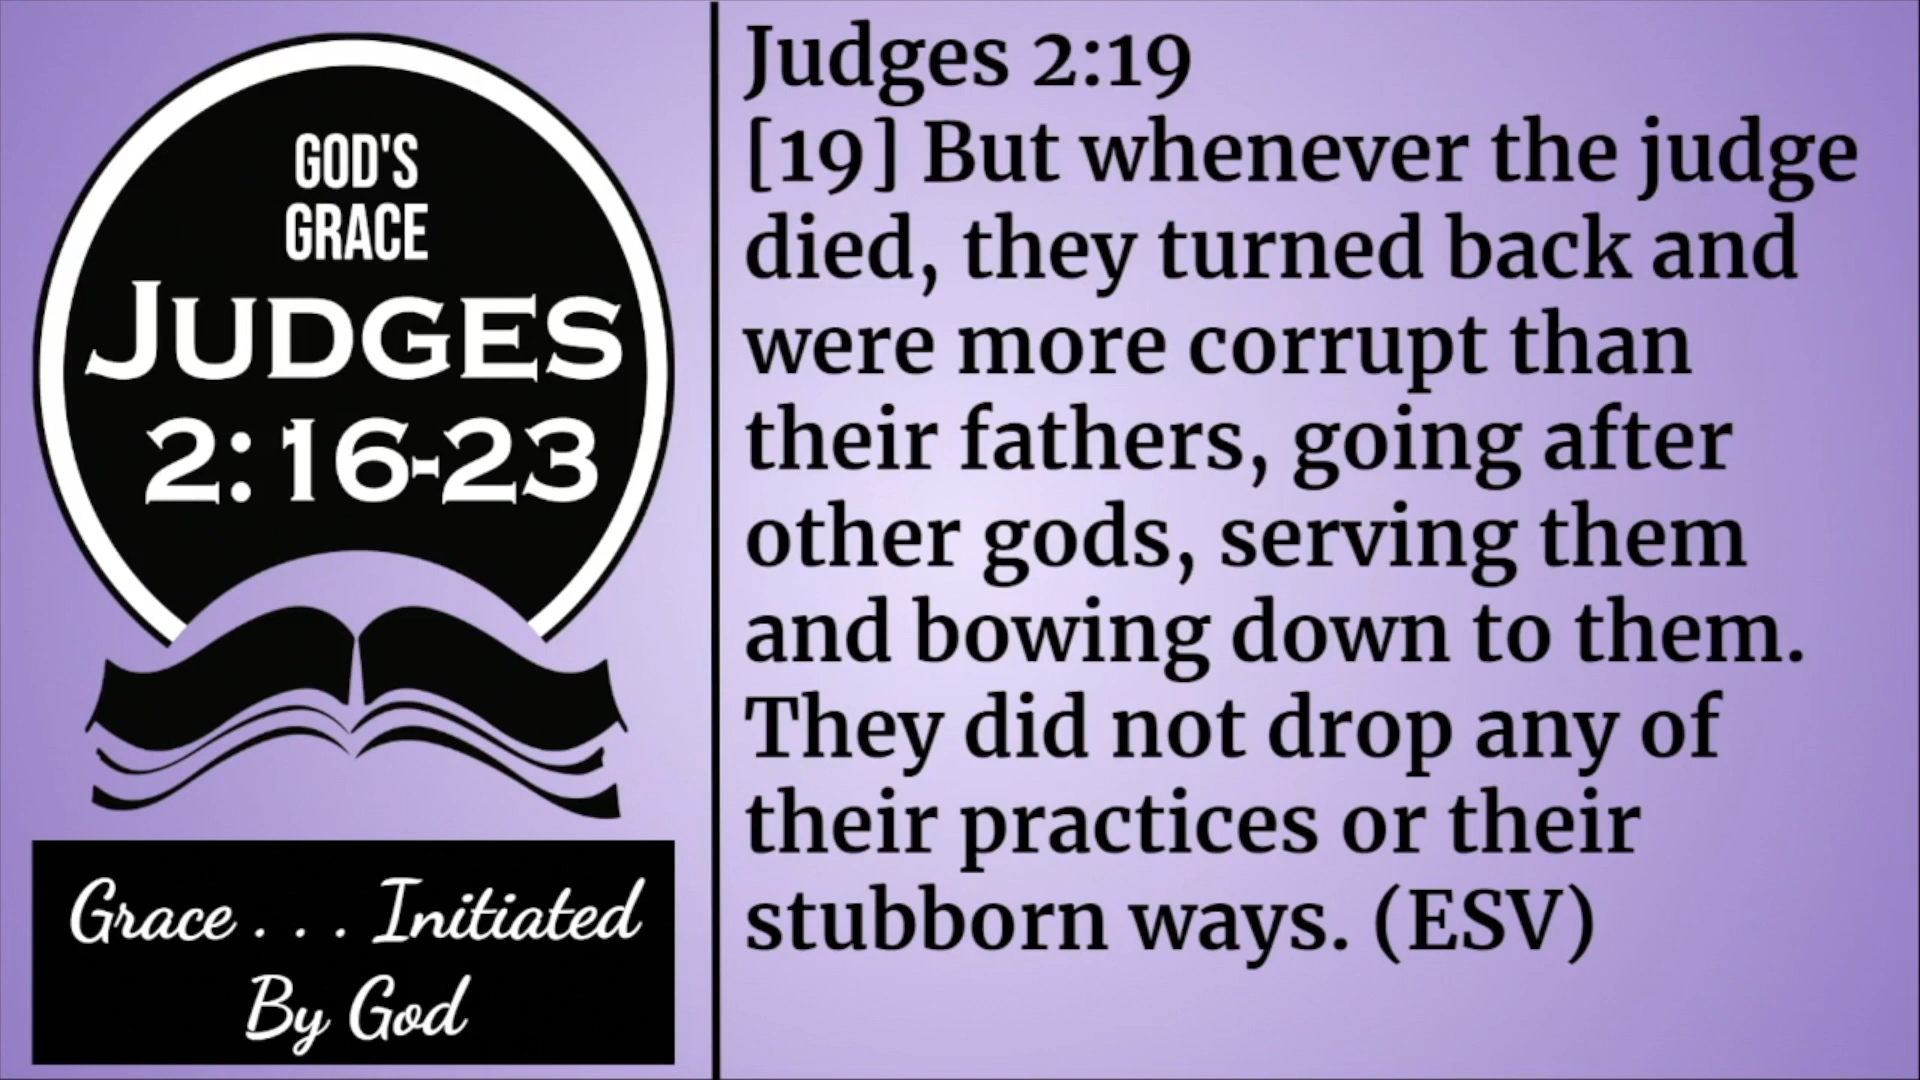 GOD'S
GRACE
JUDGES
2:16-23
Grace . . . Initiated
By God
Judges 2:19
[19] But whenever the judge
died, they turned back and
were more corrupt than
their fathers, going after
other gods, serving them
and bowing down to them.
They did not drop any of
their practices or their
stubborn ways. (ESV)